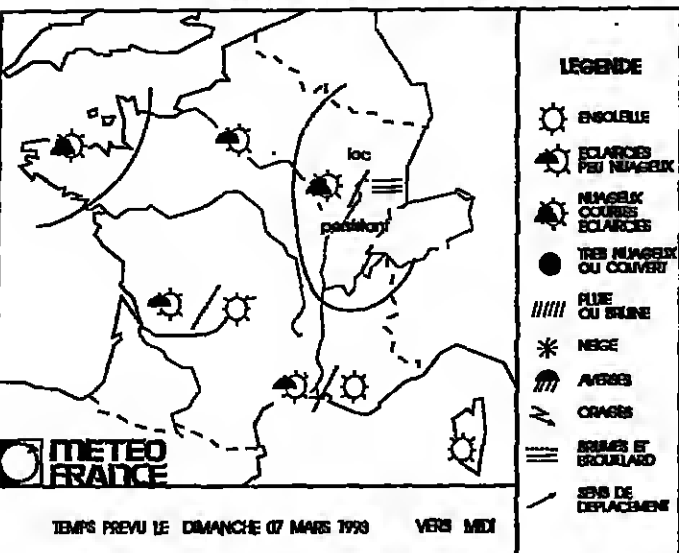 LEGENDE
ENSOLEILLE
ECLAIRCIES
PEU NUAGEUX
NUAGEUX
COURTES
ECLAIRCIES
TRES NUAGEUX
OU COUVERT
PLUIE
OU BRUINE
NEIGE
AVERSES
ORAGES
BRUMES ET
BROUILLARD
SENS DE
DEPLACEMENT
loc
persistant
METEO
FRANCE
TEMPS PREVU LE DIMANCHE 07 MARS 1993 VERS MIDI